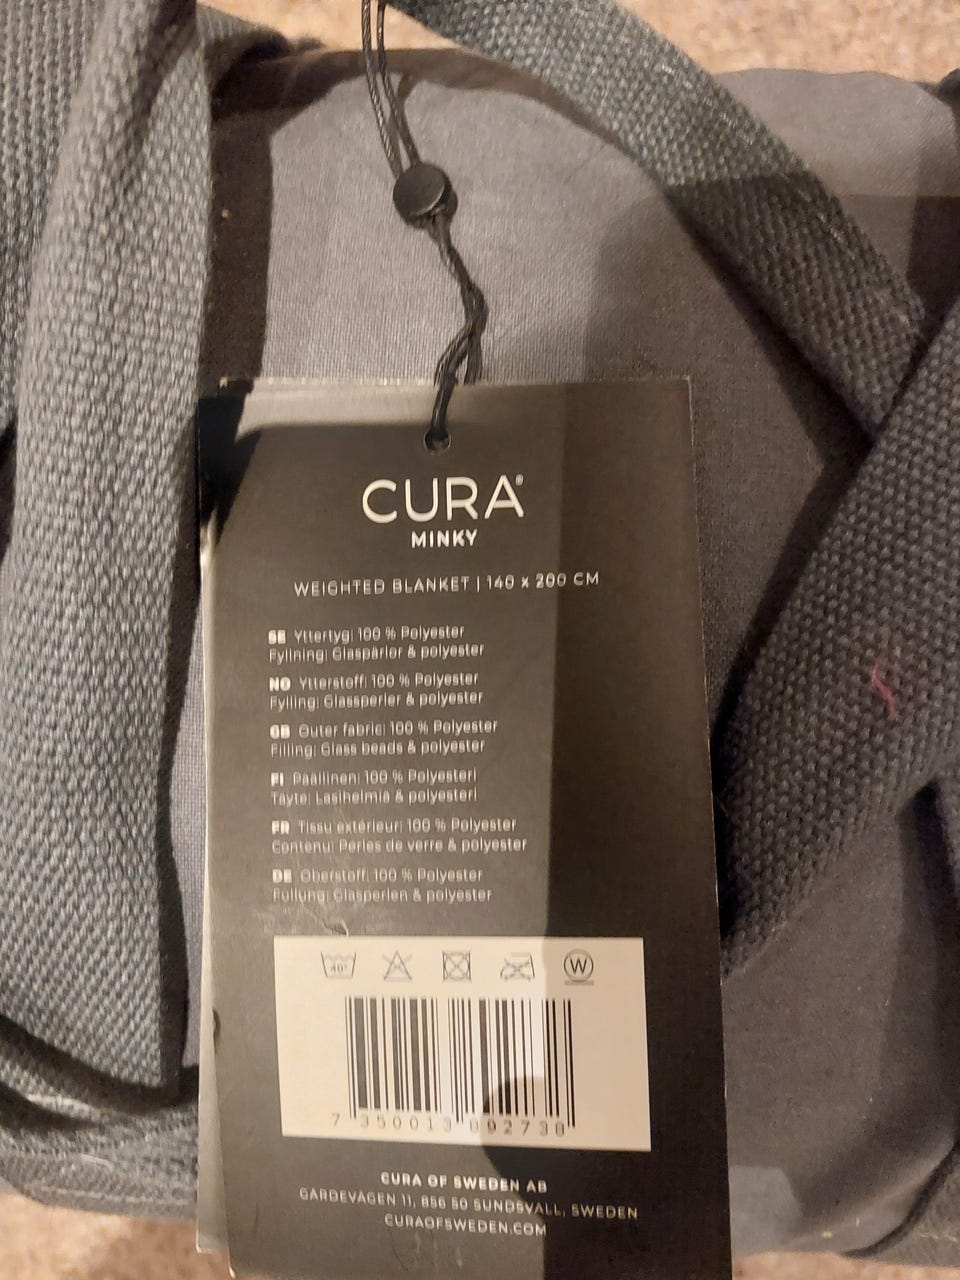 CURA®
MINKY
WEIGHTED BLANKET | 140 x 200 CM
SE Yttertyg: 100 % Polyester
Fyllning: Glaspärlor & polyester
NO Ytterstoff: 100 % Polyester
Fylling: Glassperler & polyester
GB Outer fabric: 100 % Polyester
Filling: Glass beads & polyester
FI Päällinen: 100 % Polyesteri
Täyte: Lasihelmiä & polyesteri
FR Tissu extérieur: 100 % Polyester
Contenu: Perles de verre & polyester
DE Oberstoff: 100 % Polyester
Füllung: Glasperlen & polyester
40° W
7 350013 092738
CURA OF SWEDEN AB
GÄRDEVÄGEN 11, 856 50 SUNDSVALL, SWEDEN
CURAOFSWEDEN.COM